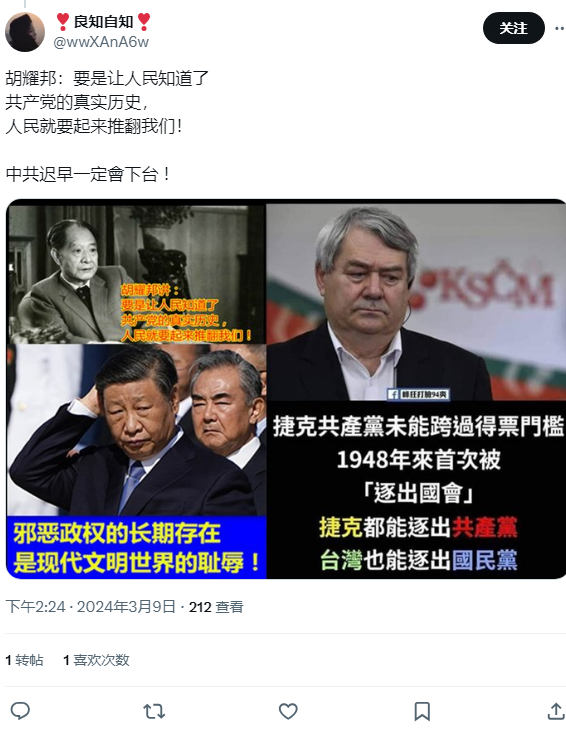 ❣良知自知❣
@wwXAnA6w
关注
胡耀邦：要是让人民知道了
共产党的真实历史，
人民就要起来推翻我们！
中共迟早一定會下台！
胡耀邦讲：
要是让人民知道了
共产党的真实历史，
人民就要起来推翻我们！
KSČM
邪恶政权的长期存在
是现代文明世界的耻辱！
捷克共產黨未能跨過得票門檻
1948年來首次被
「逐出國會」
捷克都能逐出共產黨
台灣也能逐出國民黨
下午2:24 · 2024年3月9日 · 212 查看
1 转帖 1 喜欢次数